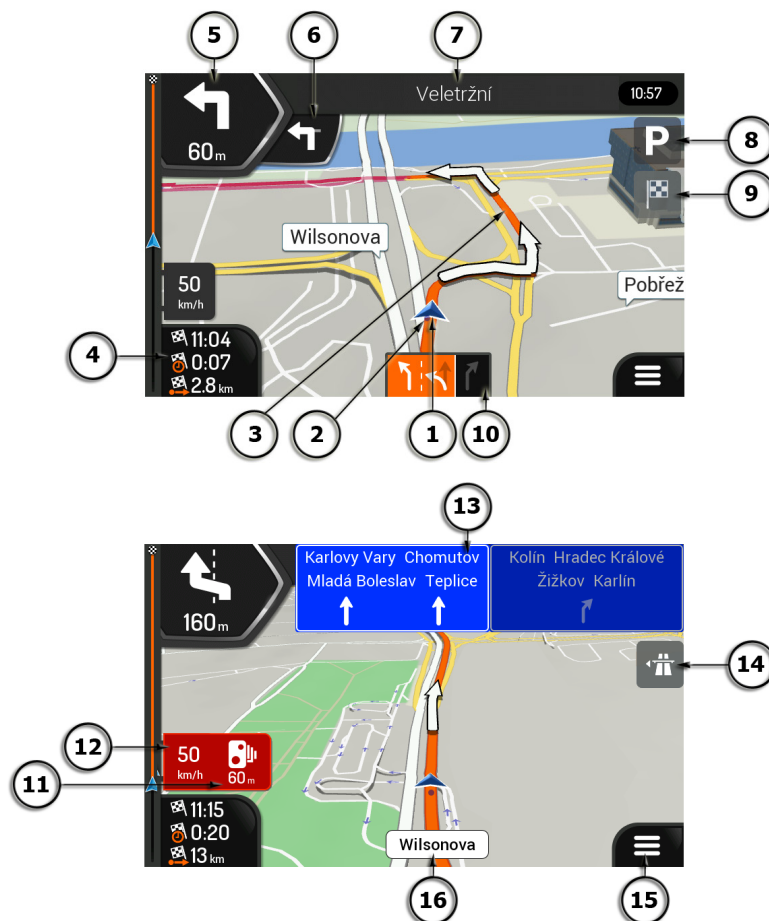 5
6
7
Veletržní
10:57
60 m
P
8
9
Wilsonova
Pobřež
50
km/h
4
11:04
0:07
2.8 km
3
2
1
10
13
Karlovy Vary Chomutov
Mladá Boleslav Teplice
Kolín Hradec Králové
Žižkov Karlín
160 m
14
12
50
km/h
60 m
11
11:15
0:20
13 km
Wilsonova
16
15